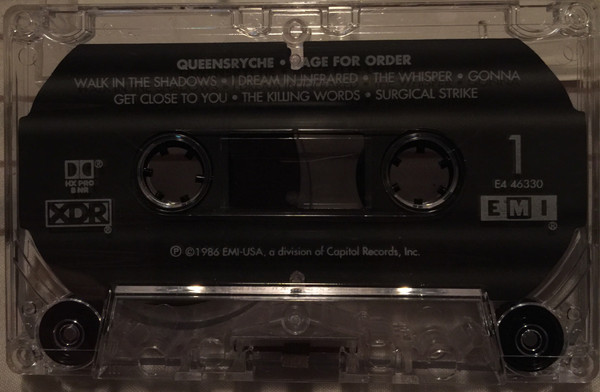 QUEENSRYCHE • RAGE FOR ORDER
WALK IN THE SHADOWS • I DREAM IN INFRARED • THE WHISPER • GONNA
GET CLOSE TO YOU • THE KILLING WORDS • SURGICAL STRIKE
1
E4 46330
®
HX PRO
B NR
XDR®
EMI®
℗ ©1986 EMI-USA, a division of Capitol Records, Inc.